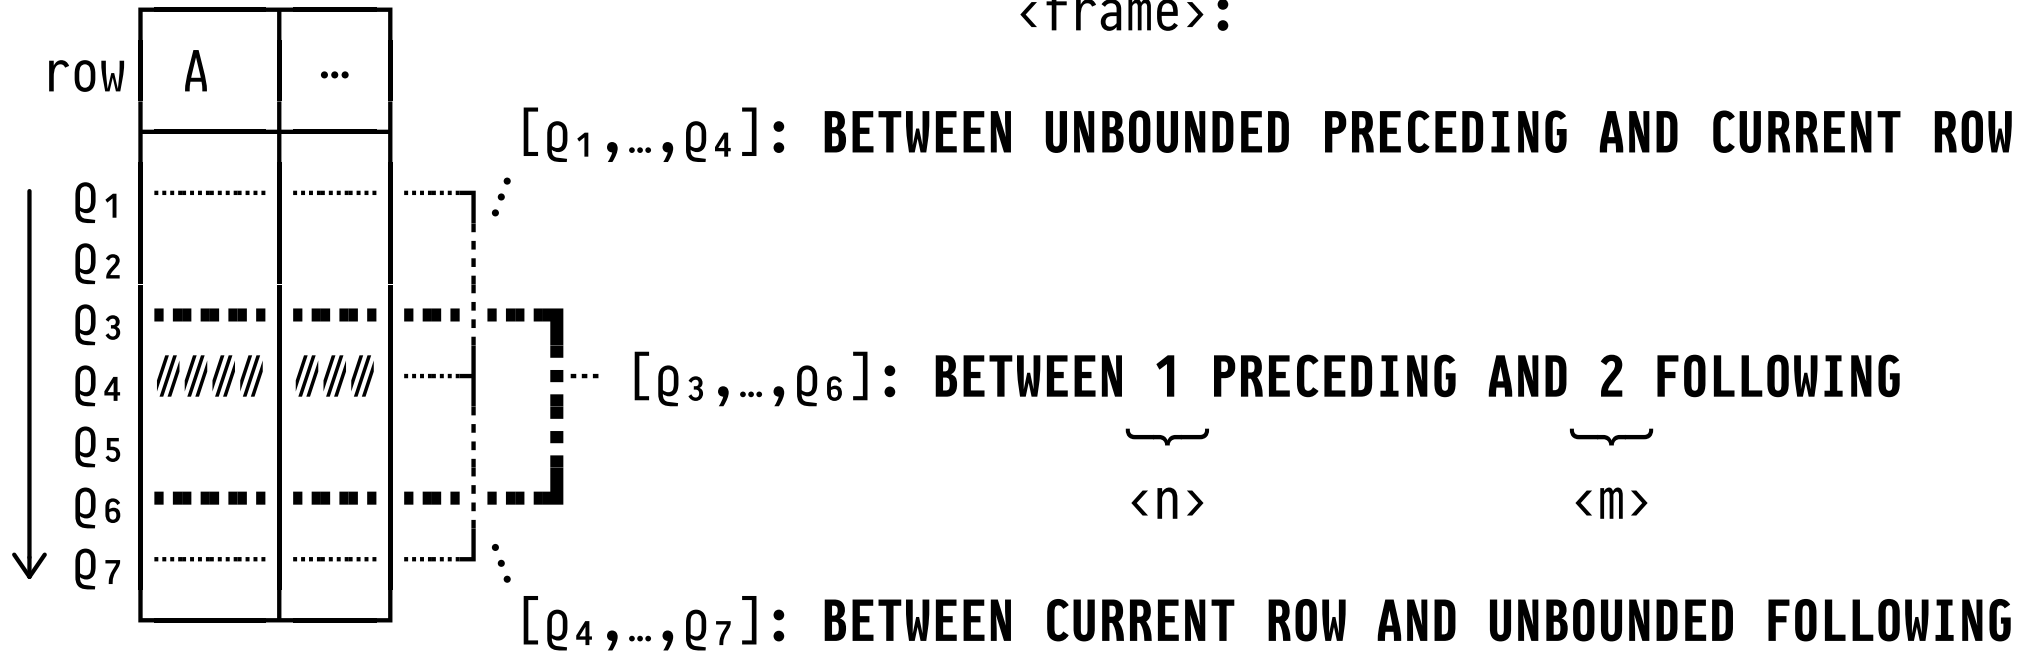 <frame>:
row A …
[ϱ₁,…,ϱ₄]: BETWEEN UNBOUNDED PRECEDING AND CURRENT ROW
ϱ₁
ϱ₂
ϱ₃
ϱ₄ [ϱ₃,…,ϱ₆]: BETWEEN 1 PRECEDING AND 2 FOLLOWING
ϱ₅
ϱ₆ <n> <m>
ϱ₇
[ϱ₄,…,ϱ₇]: BETWEEN CURRENT ROW AND UNBOUNDED FOLLOWING